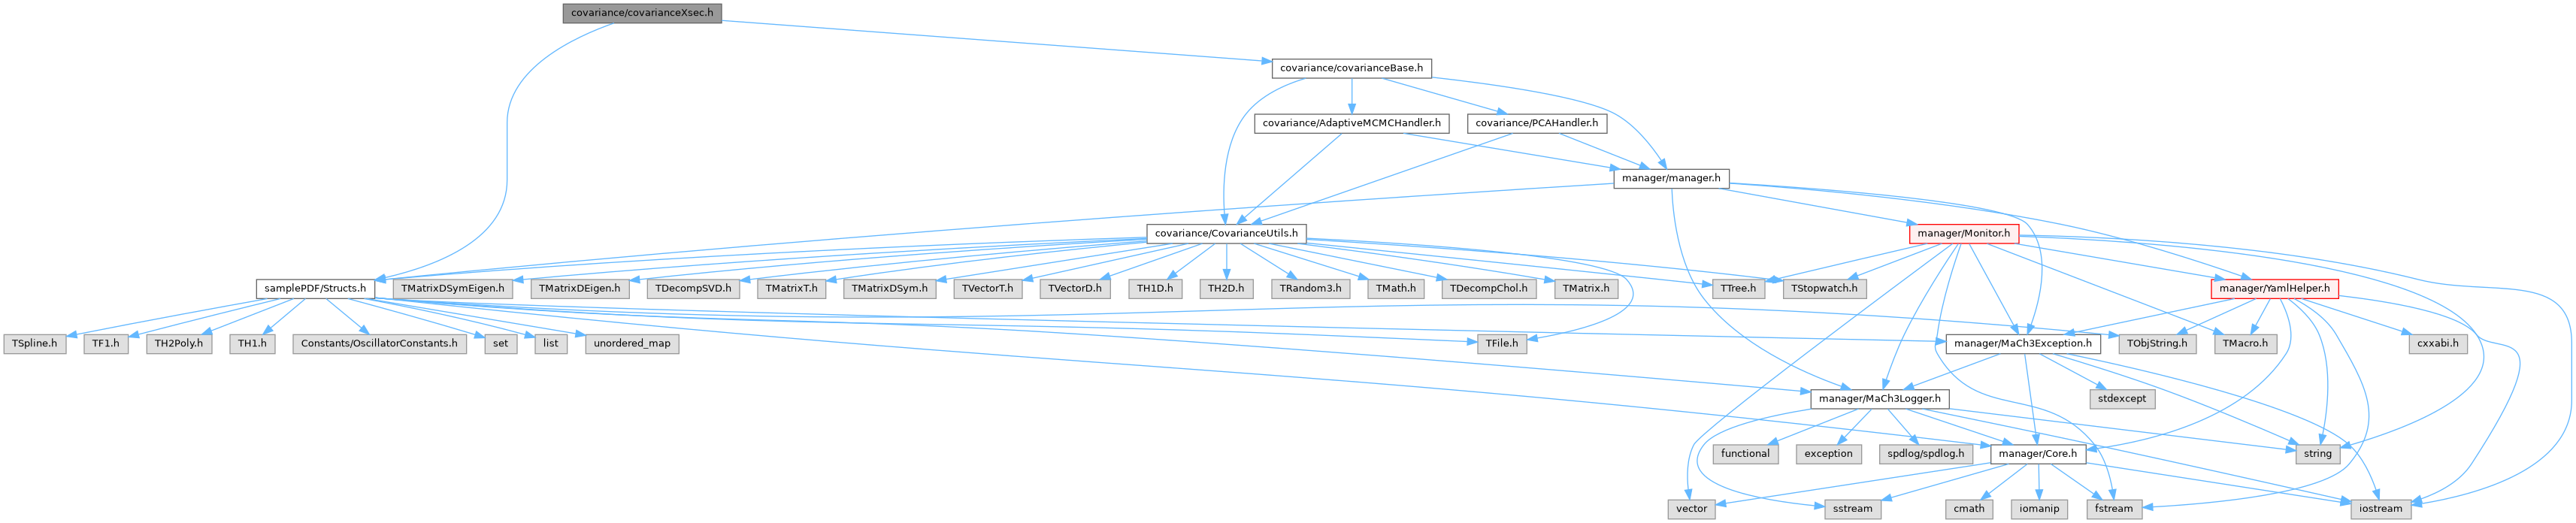 covariance/covarianceXsec.h
covariance/covarianceBase.h
covariance/AdaptiveMCMCHandler.h
covariance/PCAHandler.h
manager/manager.h
covariance/CovarianceUtils.h
manager/Monitor.h
samplePDF/Structs.h
TMatrixDSymEigen.h
TMatrixDEigen.h
TDecompSVD.h
TMatrixT.h
TMatrixDSym.h
TVectorT.h
TVectorD.h
TH1D.h
TH2D.h
TRandom3.h
TMath.h
TDecompChol.h
TMatrix.h
TTree.h
TStopwatch.h
manager/YamlHelper.h
TSpline.h
TF1.h
TH2Poly.h
TH1.h
Constants/OscillatorConstants.h
set
list
unordered_map
TFile.h
manager/MaCh3Exception.h
TObjString.h
TMacro.h
cxxabi.h
manager/MaCh3Logger.h
stdexcept
functional
exception
spdlog/spdlog.h
manager/Core.h
string
vector
sstream
cmath
iomanip
fstream
iostream